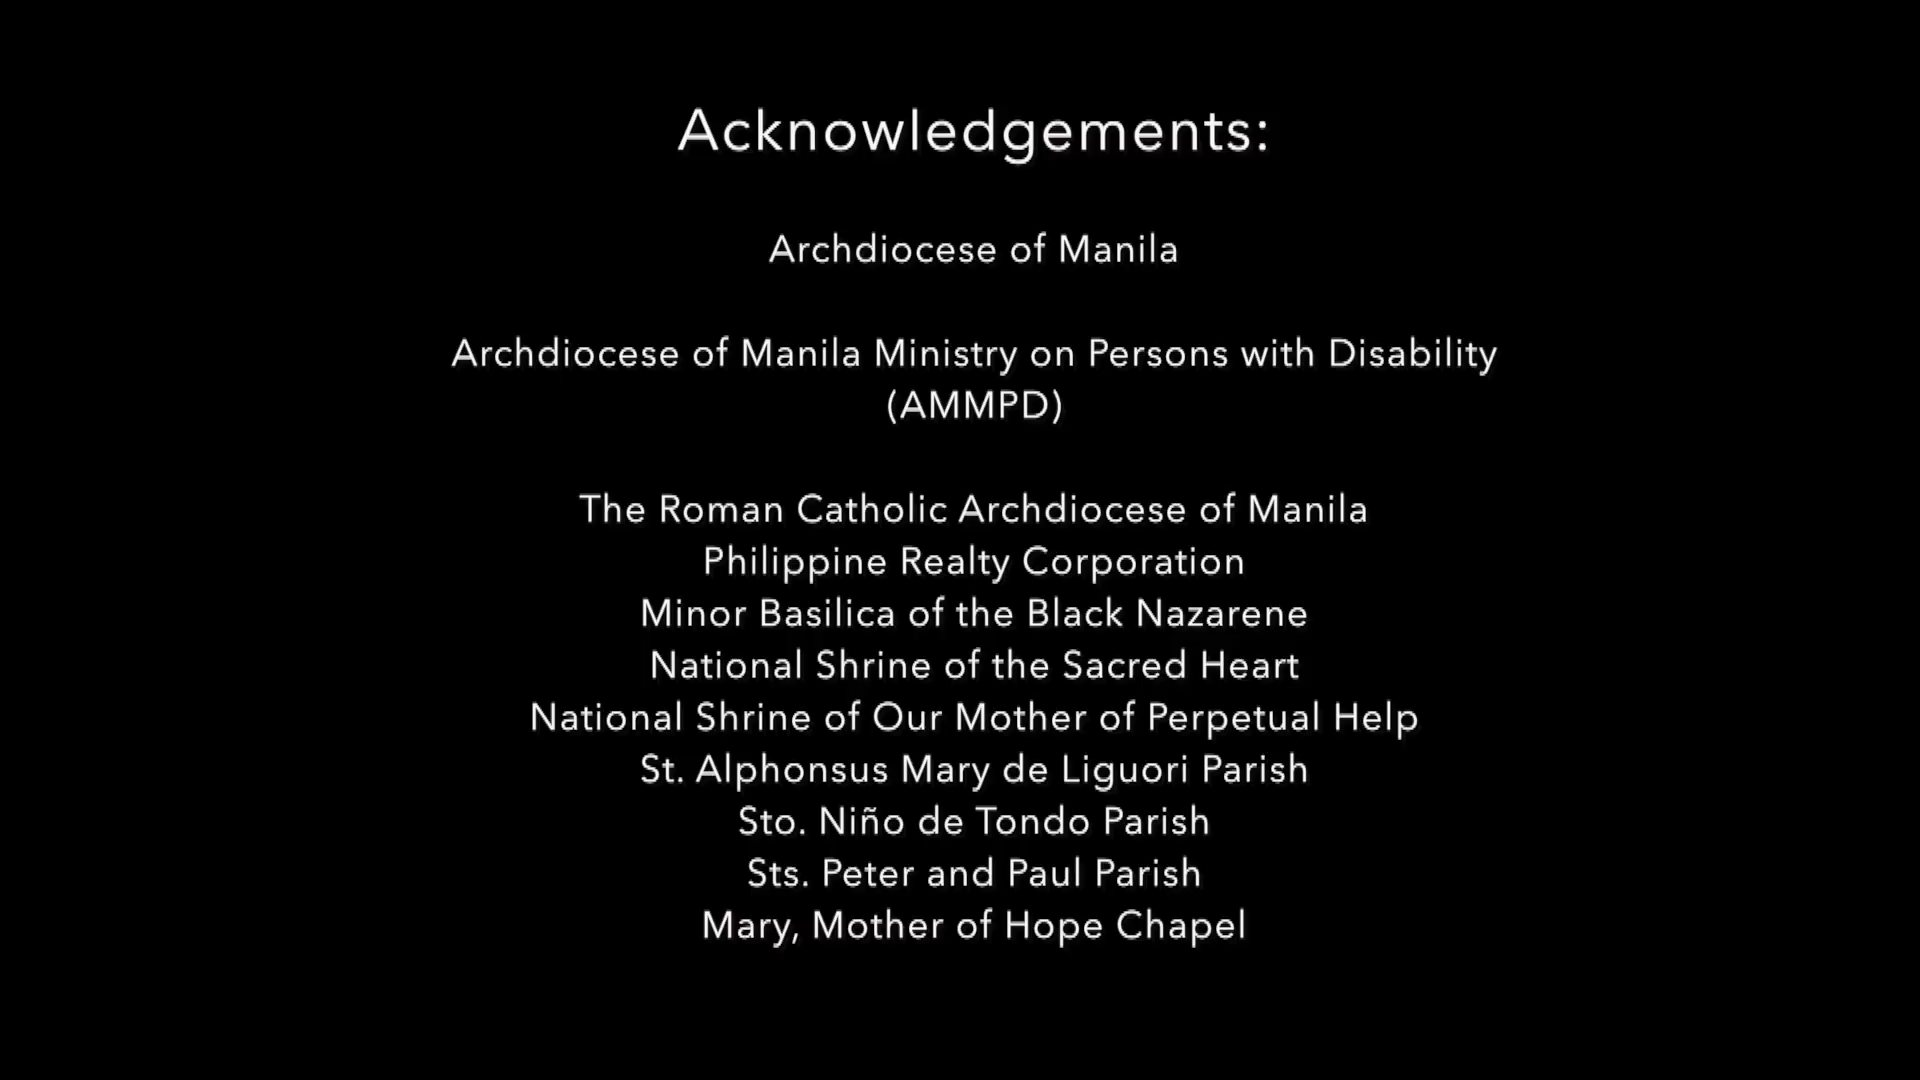 Acknowledgements:
Archdiocese of Manila
Archdiocese of Manila Ministry on Persons with Disability
(AMMPD)
The Roman Catholic Archdiocese of Manila
Philippine Realty Corporation
Minor Basilica of the Black Nazarene
National Shrine of the Sacred Heart
National Shrine of Our Mother of Perpetual Help
St. Alphonsus Mary de Liguori Parish
Sto. Niño de Tondo Parish
Sts. Peter and Paul Parish
Mary, Mother of Hope Chapel